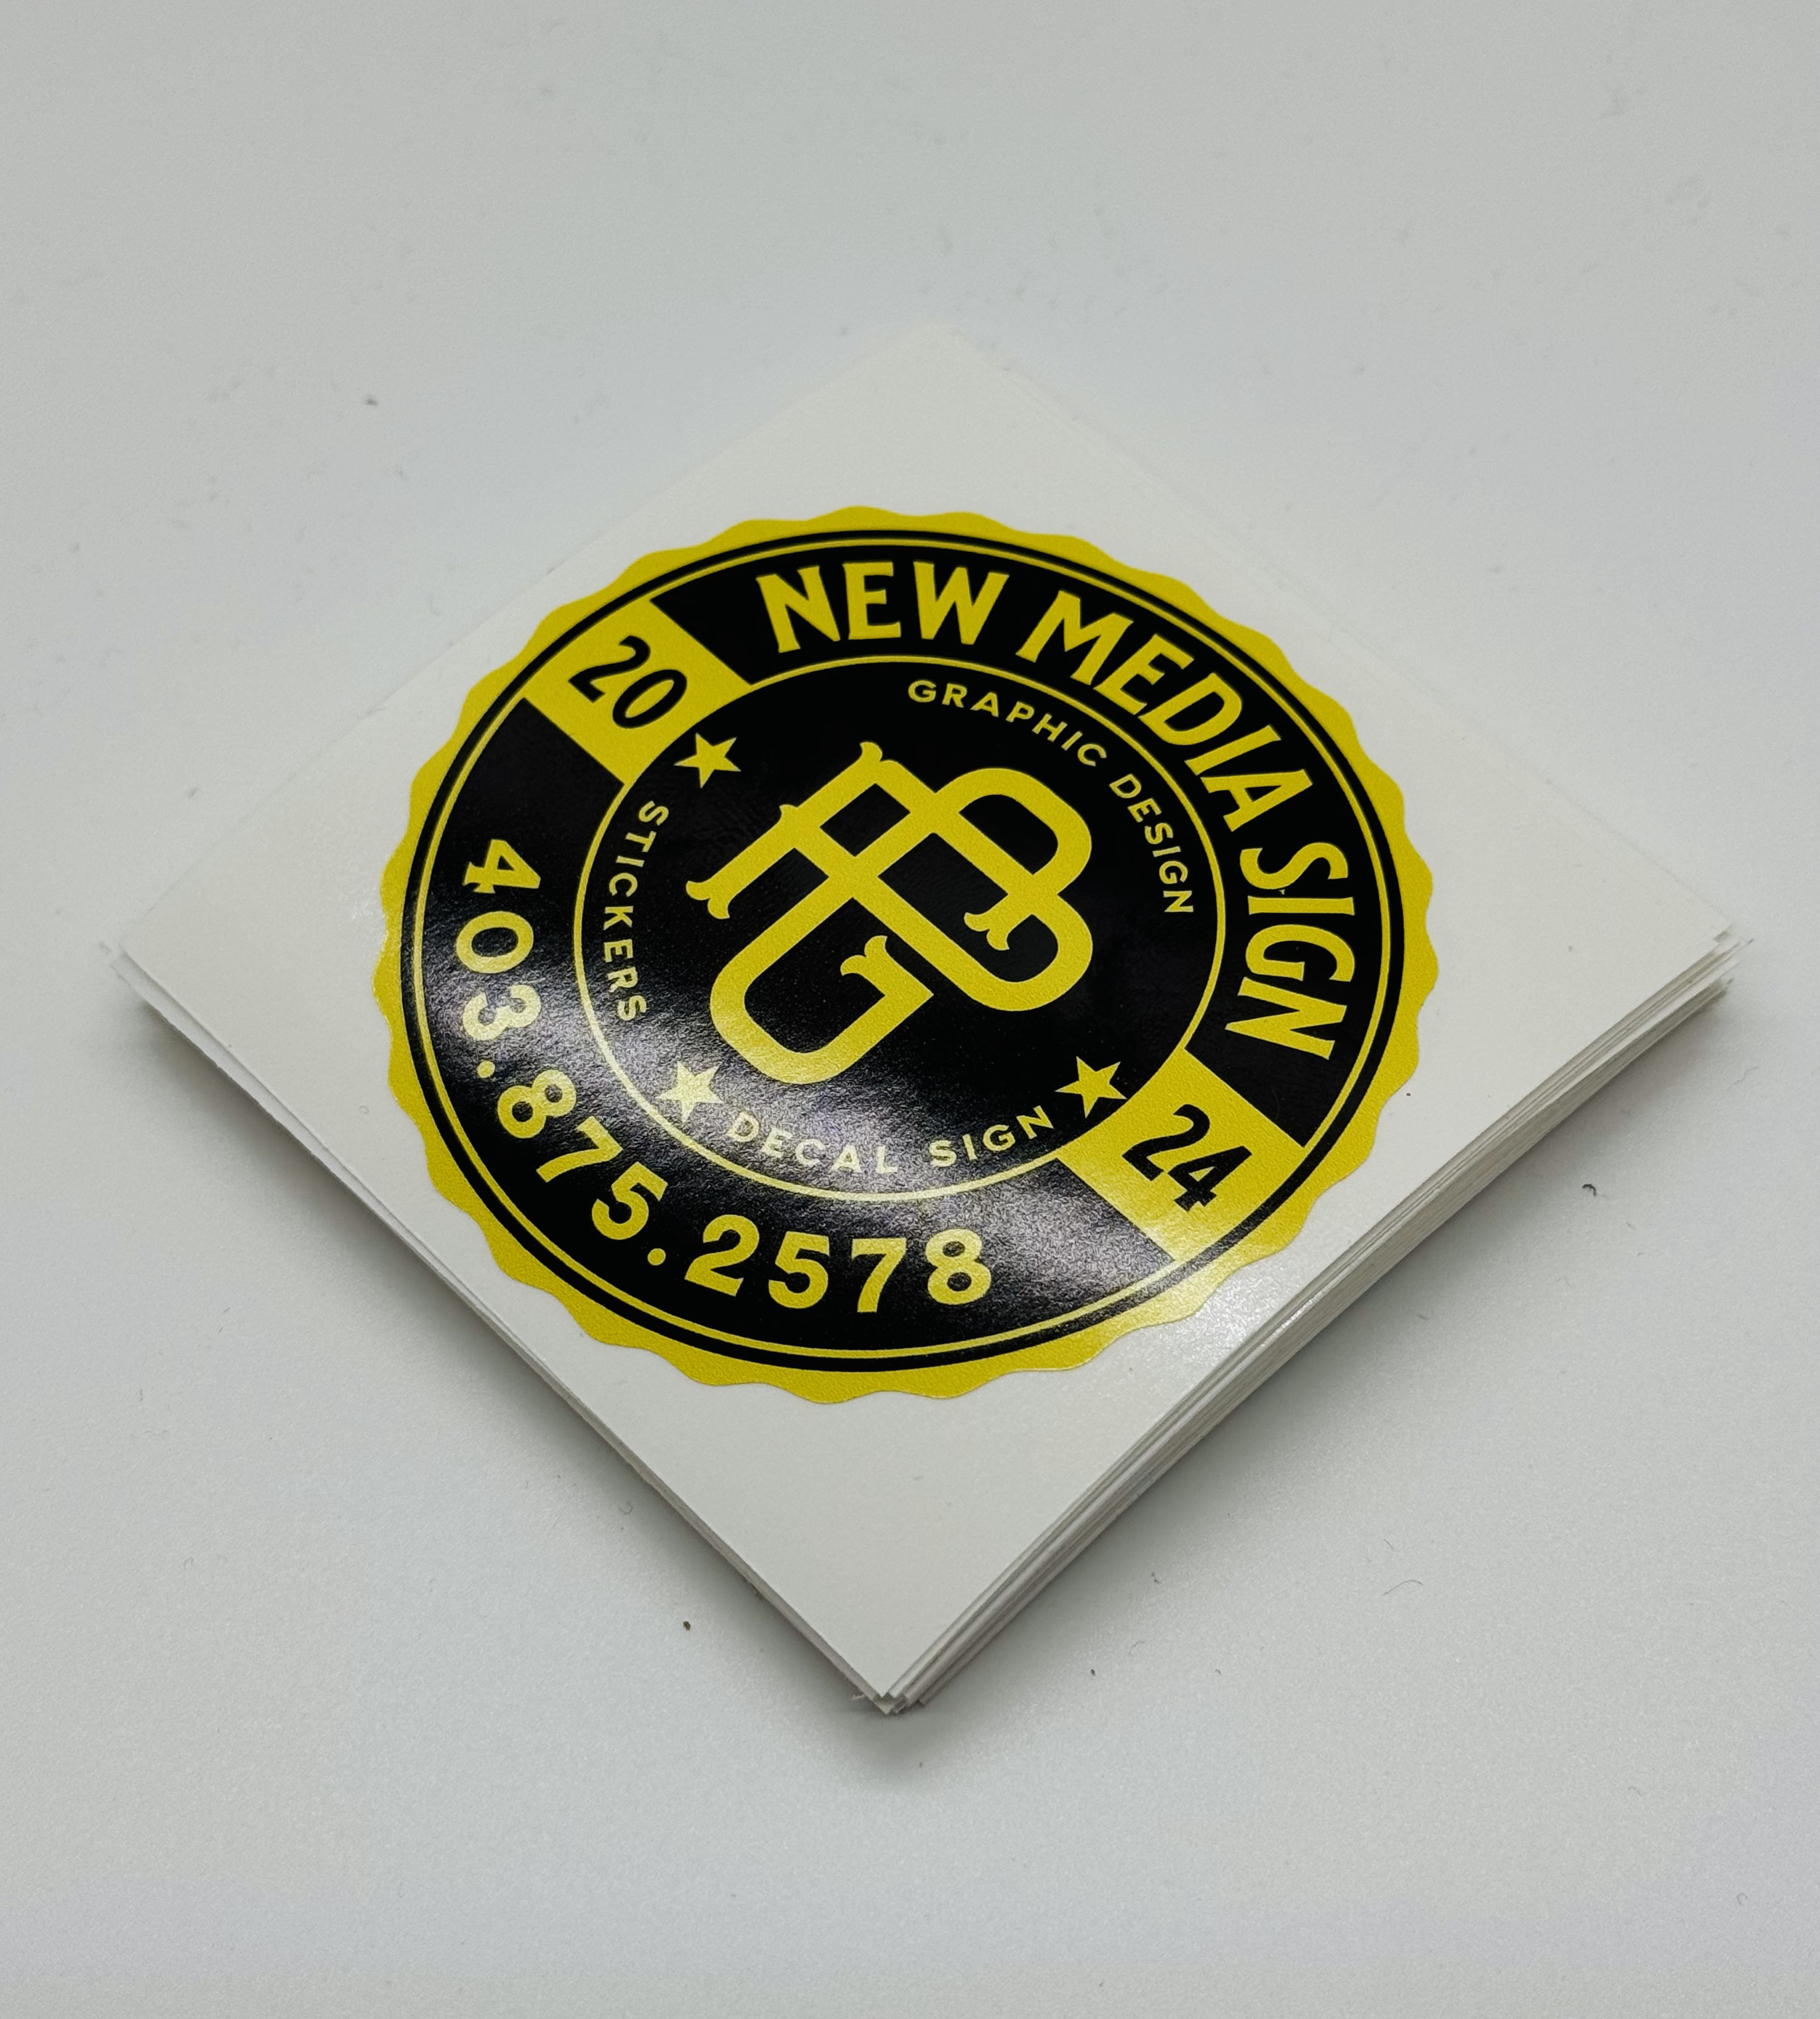 NEW MEDIA SIGN
20
24
GRAPHIC DESIGN
STICKERS
DECAL SIGN
403.875.2578